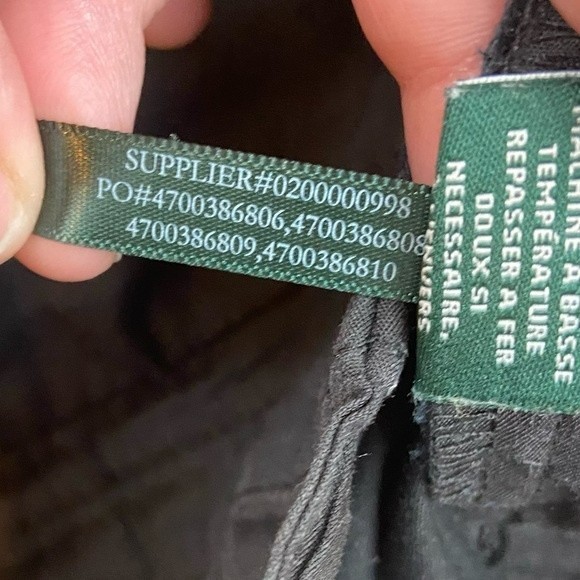 SUPPLIER#0200000998
PO#4700386806,4700386808
4700386809,4700386810
MACHINE À BASSE
TEMPÉRATURE
REPASSER A FER
DOUX SI
NECESSAIRE.